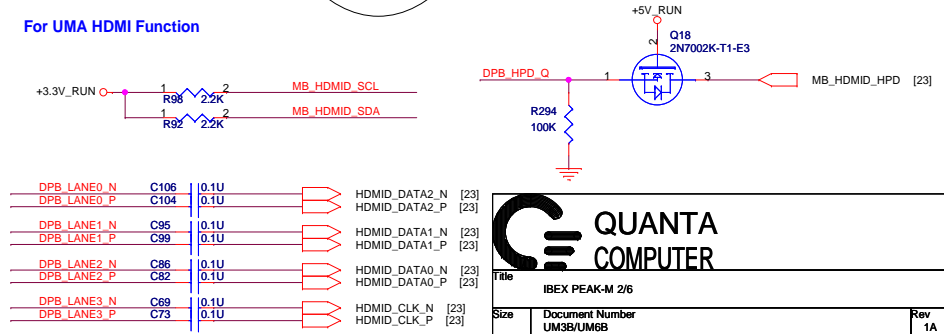 For UMA HDMI Function
+3.3V_RUN
1 R98 2.2K 2 MB_HDMID_SCL
1 R92 2.2K 2 MB_HDMID_SDA
+5V_RUN
2
Q18
2N7002K-T1-E3
DPB_HPD_Q 1 3 MB_HDMID_HPD [23]
R294
100K
DPB_LANE0_N C106 0.1U HDMID_DATA2_N [23]
DPB_LANE0_P C104 0.1U HDMID_DATA2_P [23]
DPB_LANE1_N C95 0.1U HDMID_DATA1_N [23]
DPB_LANE1_P C99 0.1U HDMID_DATA1_P [23]
DPB_LANE2_N C86 0.1U HDMID_DATA0_N [23]
DPB_LANE2_P C82 0.1U HDMID_DATA0_P [23]
DPB_LANE3_N C69 0.1U HDMID_CLK_N [23]
DPB_LANE3_P C73 0.1U HDMID_CLK_P [23]
QUANTA
COMPUTER
Title
IBEX PEAK-M 2/6
Size Document Number Rev
UM3B/UM6B 1A